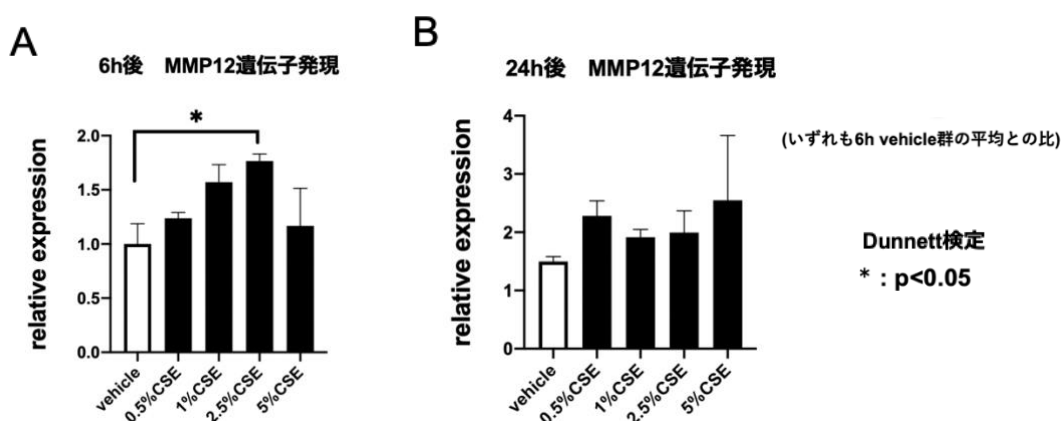 A
6h後　MMP12遺伝子発現
*
relative expression
2.0
1.5
1.0
0.5
0.0
vehicle
0.5%CSE
1%CSE
2.5%CSE
5%CSE
B
24h後　MMP12遺伝子発現
relative expression
4
3
2
1
0
vehicle
0.5%CSE
1%CSE
2.5%CSE
5%CSE
(いずれも6h vehicle群の平均との比)
Dunnett検定
*：p<0.05